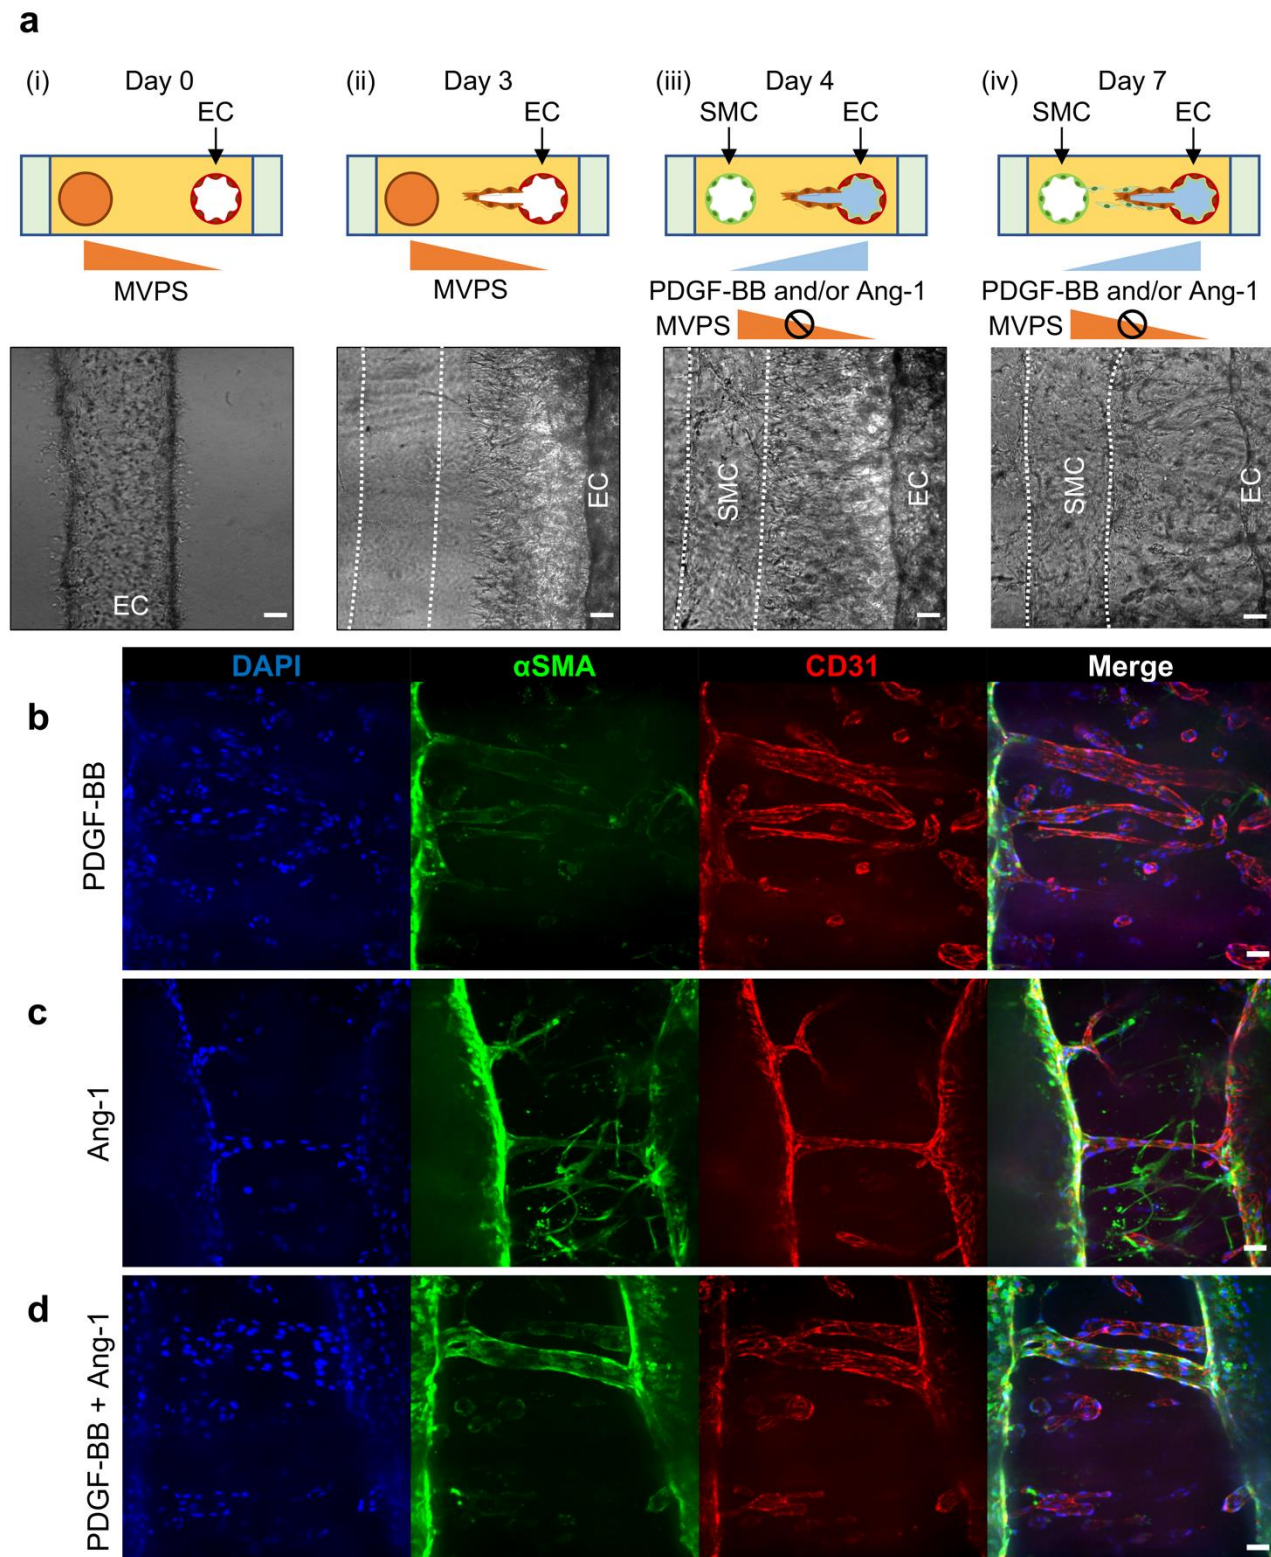 a
(i) Day 0
EC
MVPS
(ii) Day 3
EC
MVPS
(iii) Day 4
SMC EC
PDGF-BB and/or Ang-1
MVPS
(iv) Day 7
SMC EC
PDGF-BB and/or Ang-1
MVPS
EC
EC
SMC
EC
SMC
EC
DAPI αSMA CD31 Merge
b
PDGF-BB
c
Ang-1
d
PDGF-BB + Ang-1